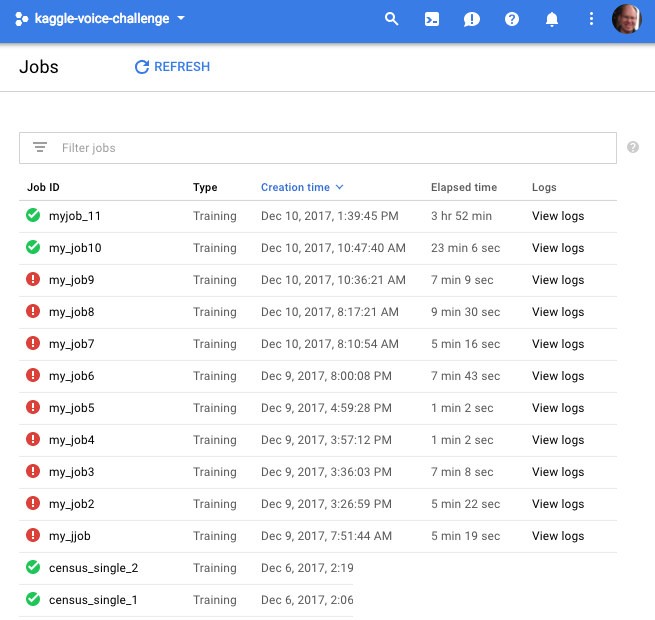 kaggle-voice-challenge
Jobs REFRESH
Filter jobs
Job ID Type Creation time Elapsed time Logs
myjob_11 Training Dec 10, 2017, 1:39:45 PM 3 hr 52 min View logs
my_job10 Training Dec 10, 2017, 10:47:40 AM 23 min 6 sec View logs
my_job9 Training Dec 10, 2017, 10:36:21 AM 7 min 9 sec View logs
my_job8 Training Dec 10, 2017, 8:17:21 AM 9 min 30 sec View logs
my_job7 Training Dec 10, 2017, 8:10:54 AM 5 min 16 sec View logs
my_job6 Training Dec 9, 2017, 8:00:08 PM 7 min 43 sec View logs
my_job5 Training Dec 9, 2017, 4:59:28 PM 1 min 2 sec View logs
my_job4 Training Dec 9, 2017, 3:57:12 PM 1 min 2 sec View logs
my_job3 Training Dec 9, 2017, 3:36:03 PM 7 min 8 sec View logs
my_job2 Training Dec 9, 2017, 3:26:59 PM 5 min 22 sec View logs
my_jjob Training Dec 9, 2017, 7:51:44 AM 5 min 19 sec View logs
census_single_2 Training Dec 6, 2017, 2:19
census_single_1 Training Dec 6, 2017, 2:06